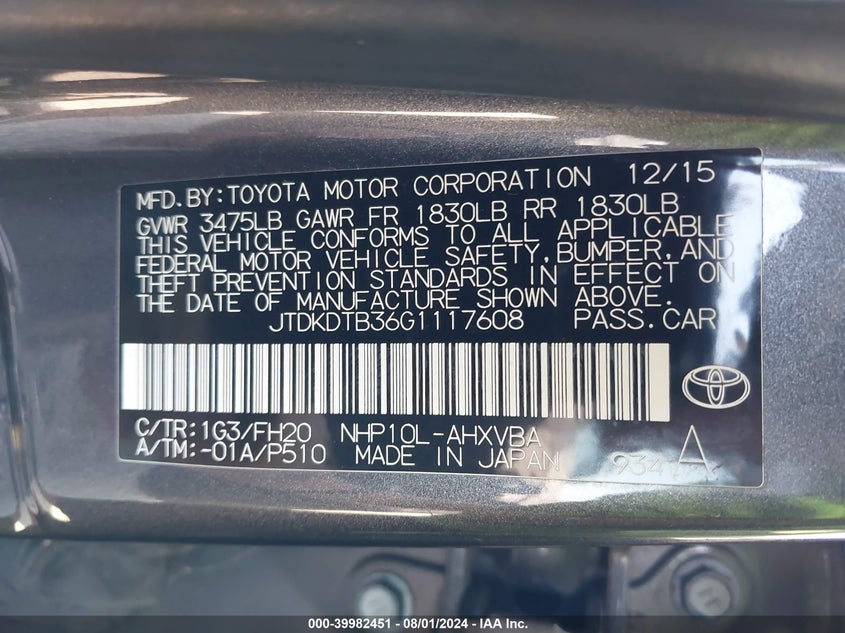 MFD.BY:TOYOTA MOTOR CORPORATION 12/15
GVWR 3475LB GAWR FR 1830LB RR 1830LB
THIS VEHICLE CONFORMS TO ALL APPLICABLE
FEDERAL MOTOR VEHICLE SAFETY,BUMPER,AND
THEFT PREVENTION STANDARDS IN EFFECT ON
THE DATE OF MANUFACTURE SHOWN ABOVE.
JTDKDTB36G1117608 PASS.CAR
C/TR:1G3/FH20 NHP10L-AHXVBA
A/TM:-01A/P510 MADE IN JAPAN A
000-39982451 - 08/01/2024 - IAA Inc.